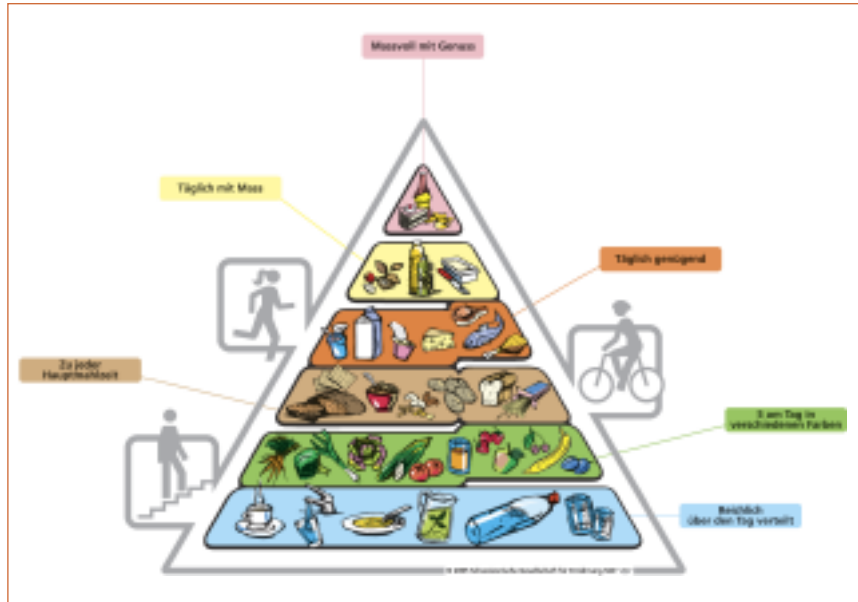 Massvoll mit Genuss
Täglich mit Mass
Täglich genügend
Zu jeder
Hauptmahlzeit
5 am Tag in
verschiedenen Farben
Reichlich
über den Tag verteilt